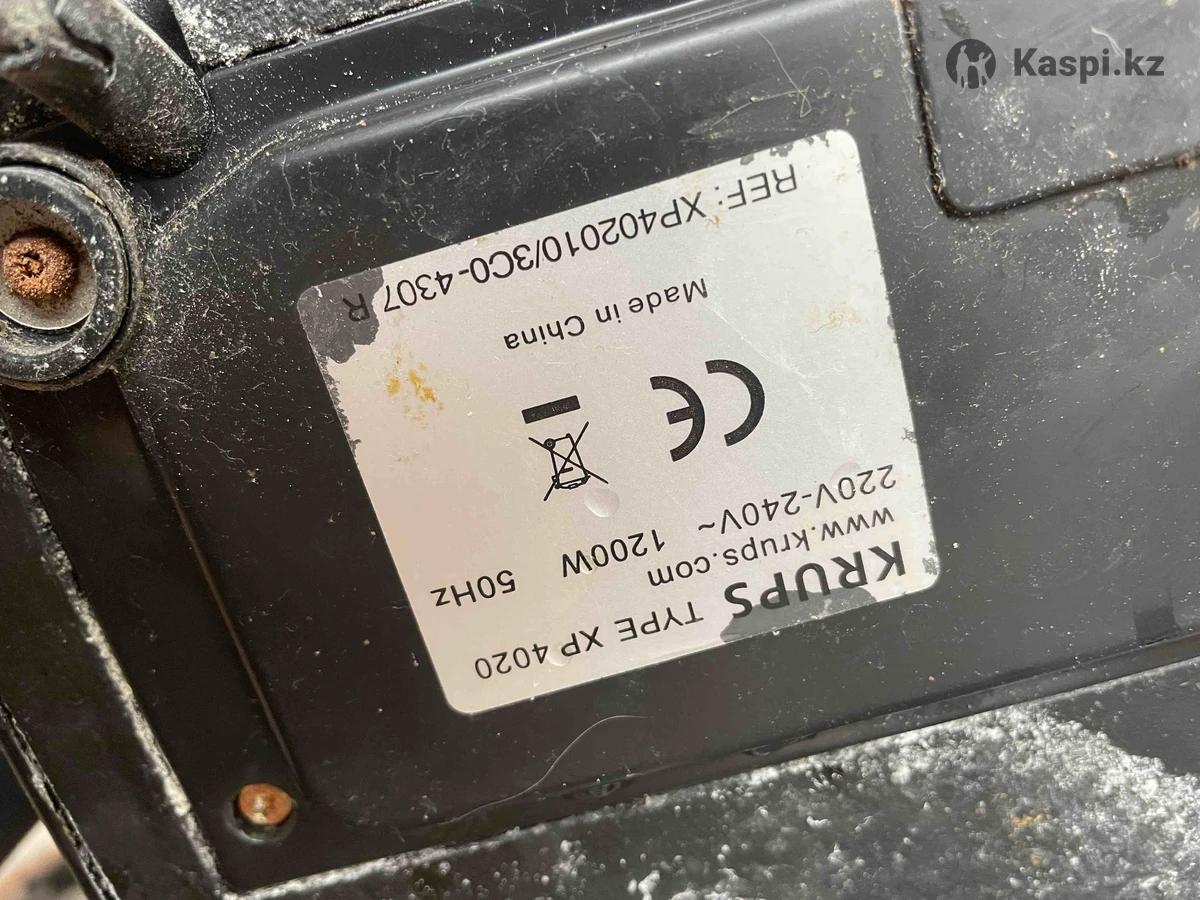 Kaspi.kz
KRUPS TYPE XP 4020
www.krups.com
220V-240V~ 1200W 50Hz
CE
Made in China
REF: XP402010/3C0-4307 R